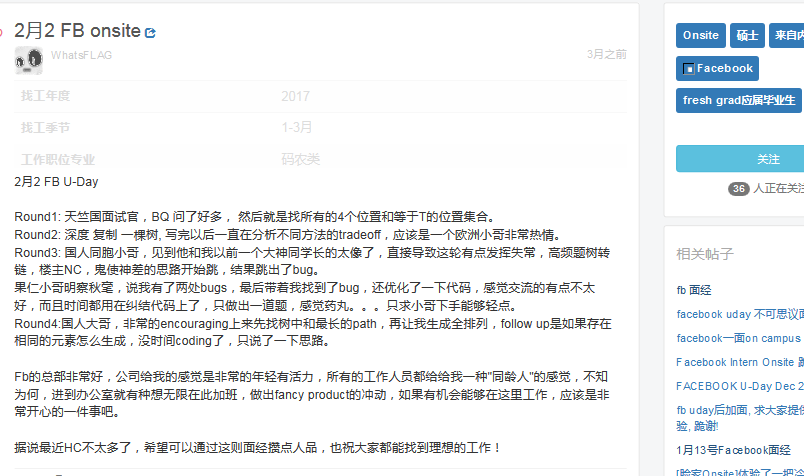 2月2 FB onsite
WhatsFLAG
3月之前
找工年度 2017
找工季节 1-3月
工作职位专业 码农类
2月2 FB U-Day
Round1: 天竺国面试官，BQ 问了好多， 然后就是找所有的4个位置和等于T的位置集合。
Round2: 深度 复制 一棵树, 写完以后一直在分析不同方法的tradeoff，应该是一个欧洲小哥非常热情。
Round3: 国人同胞小哥，见到他和我以前一个大神同学长的太像了，直接导致这轮有点发挥失常，高频题树转
链，楼主NC，鬼使神差的思路开始跳，结果跳出了bug。
果仁小哥明察秋毫，说我有了两处bugs，最后带着我找到了bug，还优化了一下代码，感觉交流的有点不太
好，而且时间都用在纠结代码上了，只做出一道题，感觉药丸。。。只求小哥下手能够轻点。
Round4:国人大哥，非常的encouraging上来先找树中和最长的path，再让我生成全排列，follow up是如果存在
相同的元素怎么生成，没时间coding了，只说了一下思路。
Fb的总部非常好，公司给我的感觉是非常的年轻有活力，所有的工作人员都给给我一种"同龄人"的感觉，不知
为何，进到办公室就有种想无限在此加班，做出fancy product的冲动，如果有机会能够在这里工作，应该是非
常开心的一件事吧。
据说最近HC不太多了，希望可以通过这则面经攒点人品，也祝大家都能找到理想的工作！
Onsite 硕士 来自内
Facebook
fresh grad应届毕业生
关注
36 人正在关注
相关帖子
fb 面经
facebook uday 不可思议面
facebook一面on campus
Facebook Intern Onsite 跪
FACEBOOK U-Day Dec 2
fb uday后加面, 求大家提供
验, 跪谢!
1月13号Facebook面经